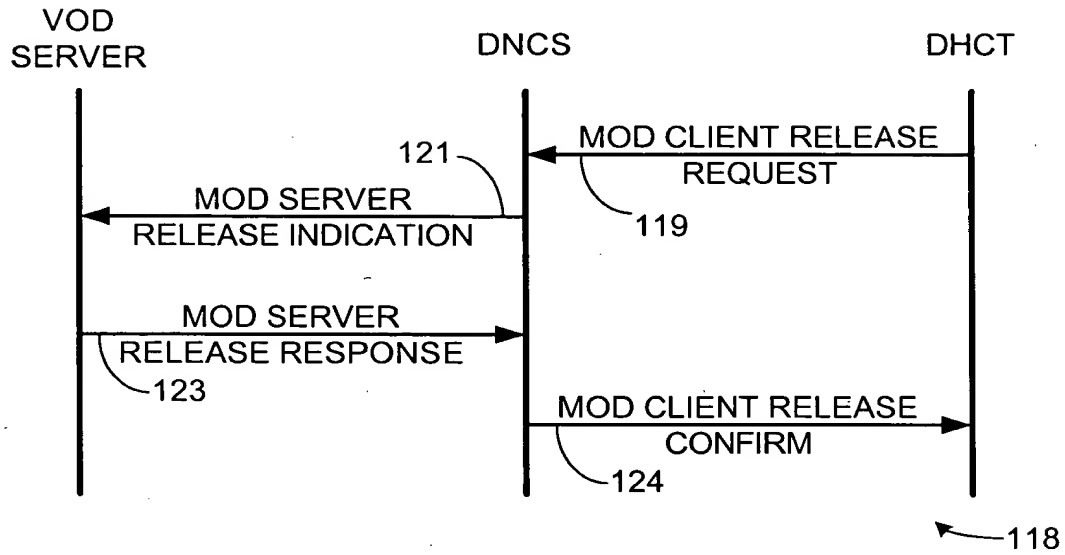 VOD
SERVER
DNCS
DHCT
MOD CLIENT RELEASE
REQUEST
119
121
MOD SERVER
RELEASE INDICATION
MOD SERVER
RELEASE RESPONSE
123
MOD CLIENT RELEASE
CONFIRM
124
118